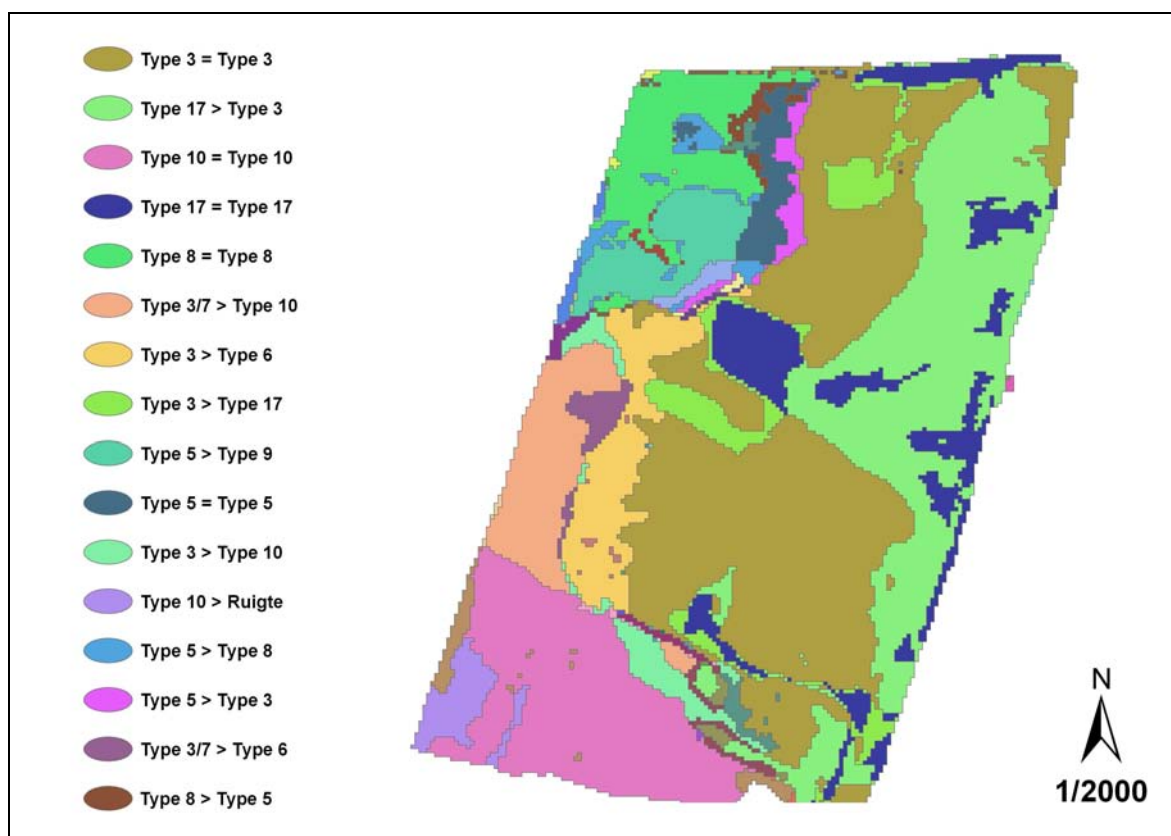 Type 3 = Type 3
Type 17 > Type 3
Type 10 = Type 10
Type 17 = Type 17
Type 8 = Type 8
Type 3/7 > Type 10
Type 3 > Type 6
Type 3 > Type 17
Type 5 > Type 9
Type 5 = Type 5
Type 3 > Type 10
Type 10 > Ruigte
Type 5 > Type 8
Type 5 > Type 3
Type 3/7 > Type 6
Type 8 > Type 5
N
1/2000